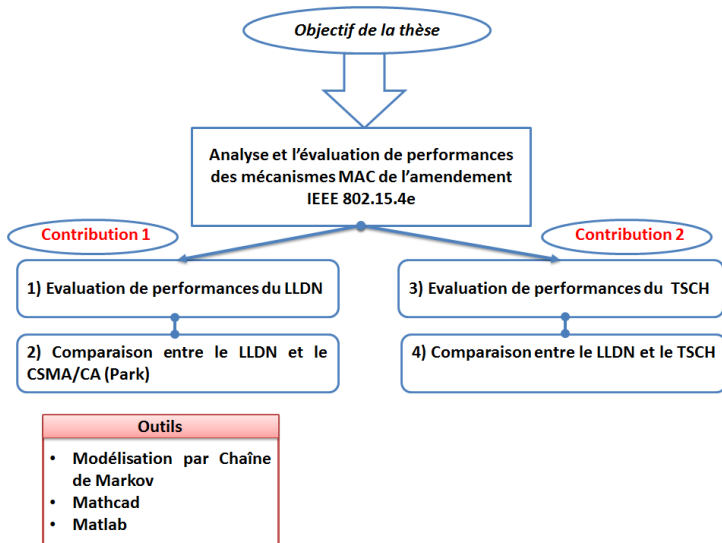 Objectif de la thèse
Analyse et l'évaluation de performances
des mécanismes MAC de l'amendement
IEEE 802.15.4e
Contribution 1
Contribution 2
1) Evaluation de performances du LLDN
3) Evaluation de performances du TSCH
2) Comparaison entre le LLDN et le
CSMA/CA (Park)
4) Comparaison entre le LLDN et le TSCH
Outils
• Modélisation par Chaîne
de Markov
• Mathcad
• Matlab